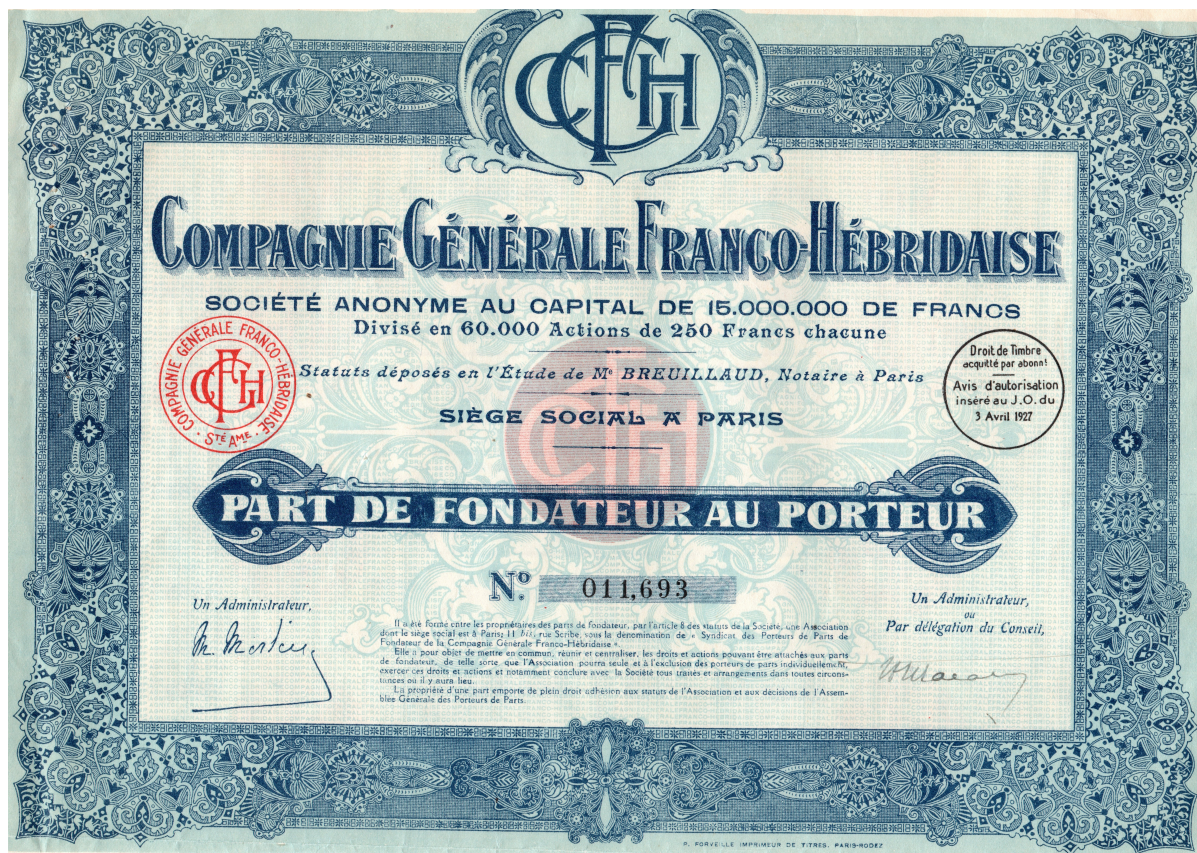 CFGH
COMPAGNIE GÉNÉRALE FRANCO-HÉBRIDAISE
SOCIÉTÉ ANONYME AU CAPITAL DE 15.000.000 DE FRANCS
Divisé en 60.000 Actions de 250 Francs chacune
COMPAGNIE GÉNÉRALE FRANCO-HÉBRIDAISE
CFGH
STÉ AME
Droit de Timbre
acquitté par abonnt
Avis d'autorisation
inséré au J.O. du
3 Avril 1927
Statuts déposés en l'Étude de Me BREUILLAUD, Notaire à Paris
SIÈGE SOCIAL A PARIS
CFGH
PART DE FONDATEUR AU PORTEUR
No. 011,693
Un Administrateur,
Un Administrateur,
ou
Par délégation du Conseil,
Il a été formé entre les propriétaires des parts de fondateur, par l'article 8 des statuts de la Société, une Association
dont le siège social est à Paris; 11 bis, rue Scribe, sous la dénomination de « Syndicat des Porteurs de Parts de
Fondateur de la Compagnie Générale Franco-Hébridaise ».
Elle a pour objet de mettre en commun, réunir et centraliser, les droits et actions pouvant être attachés aux parts
de fondateur, de telle sorte que l'Association pourra seule et à l'exclusion des porteurs de parts individuellement,
exercer ces droits et actions et notamment conclure avec la Société tous traités et arrangements dans toutes circons-
tances où il y aura lieu.
La propriété d'une part emporte de plein droit adhésion aux statuts de l'Association et aux décisions de l'Assem-
blée Générale des Porteurs de Parts.
P. FORVEILLE IMPRIMEUR DE TITRES. PARIS-RODEZ